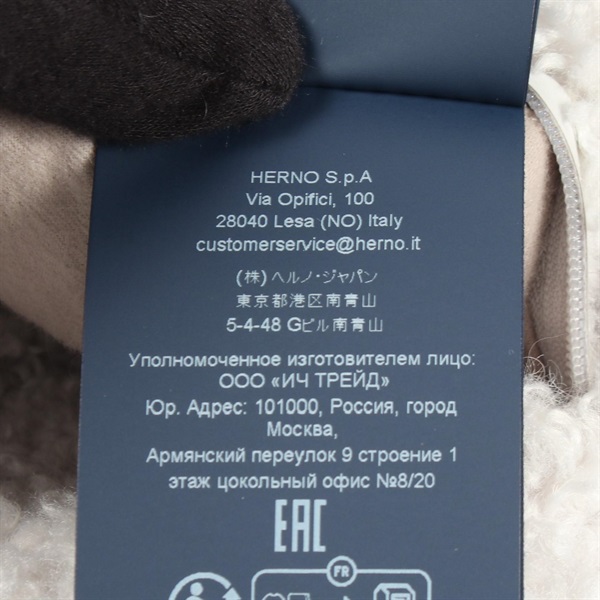 HERNO S.p.A
Via Opifici, 100
28040 Lesa (NO) Italy
customerservice@herno.it
(株)ヘルノ・ジャパン
東京都港区南青山
5-4-48 Gビル南青山
Уполномоченное изготовителем лицо:
ООО «ИЧ ТРЕЙД»
Юр. Адрес: 101000, Россия, город
Москва,
Армянский переулок 9 строение 1
этаж цокольный офис №8/20
EAC
FR